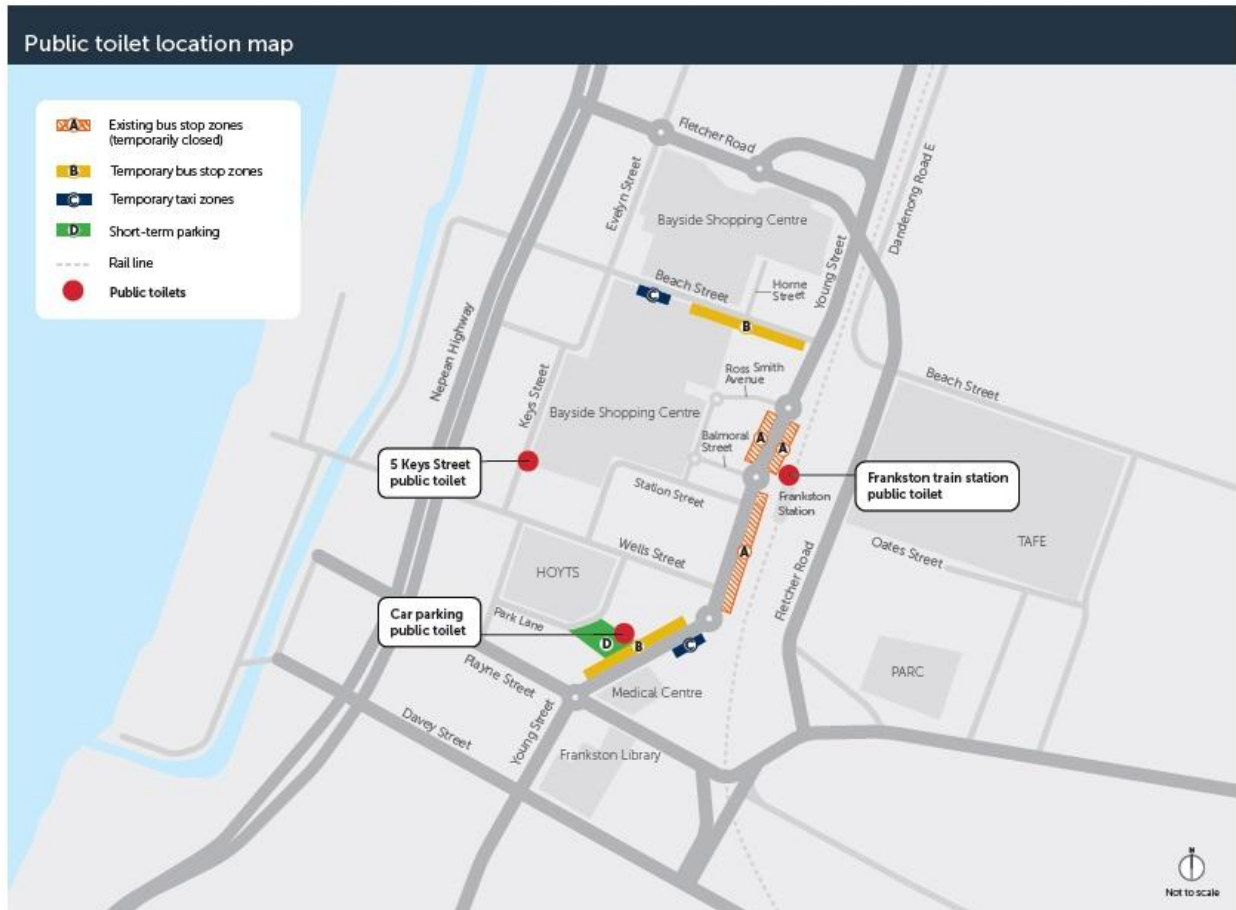 Public toilet location map
A
Existing bus stop zones
(temporarily closed)
B
Temporary bus stop zones
C
Temporary taxi zones
D
Short-term parking
Rail line
Public toilets
Fletcher Road
Dandenong Road E
Evelyn Street
Bayside Shopping Centre
Young Street
Beach Street
Horne
Street
C
B
Nepean Highway
Ross Smith
Avenue
Beach Street
Keys Street
Bayside Shopping Centre
A
A
Balmoral
Street
5 Keys Street
public toilet
Frankston train station
public toilet
Station Street
Frankston
Station
TAFE
Oates Street
A
Wells Street
HOYTS
Fletcher Road
Car parking
public toilet
Park Lane
D
B
C
PARC
Playne Street
Medical Centre
Davey Street
Young Street
Frankston Library
N
Not to scale